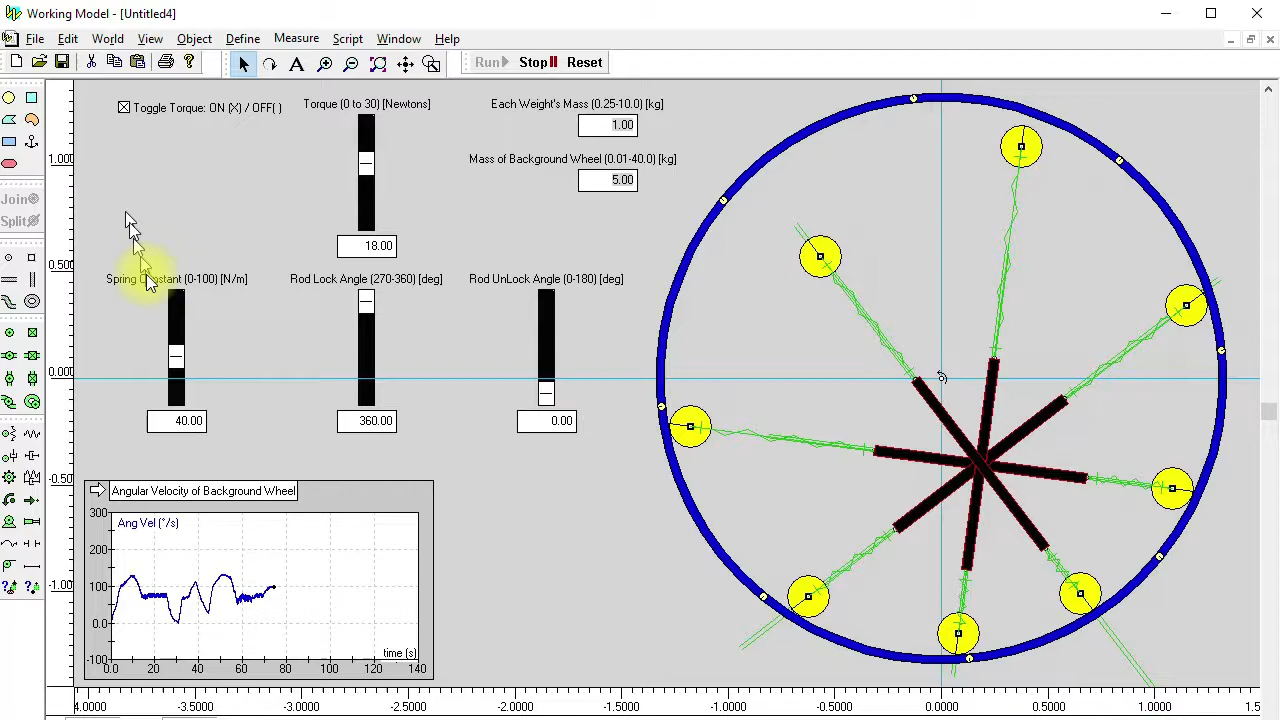 Working Model - [Untitled4]
File Edit World View Object Define Measure Script Window Help
Run Stop Reset
Toggle Torque: ON (X) / OFF( )
Torque (0 to 30) [Newtons]
18.00
Each Weight's Mass (0.25-10.0) [kg]
1.00
Mass of Background Wheel (0.01-40.0) [kg]
5.00
Join
Split
Spring Constant (0-100) [N/m]
40.00
Rod Lock Angle (270-360) [deg]
360.00
Rod UnLock Angle (0-180) [deg]
0.00
Angular Velocity of Background Wheel
Ang Vel (°/s)
300
200
100
0.0
-100
0.0 20 40 60 80 100 120 140
time (s)
1.000
0.500
0.000
-0.500
-1.000
-4.0000 -3.5000 -3.0000 -2.5000 -2.0000 -1.5000 -1.0000 -0.5000 0.0000 0.5000 1.0000 1.5